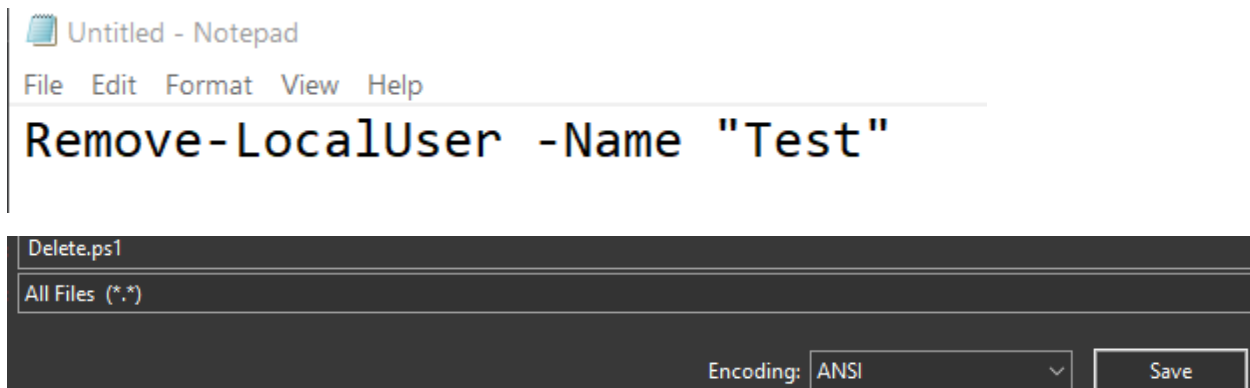 Untitled - Notepad
File Edit Format View Help
Remove-LocalUser -Name "Test"
Delete.ps1
All Files (*.*)
Encoding: ANSI Save